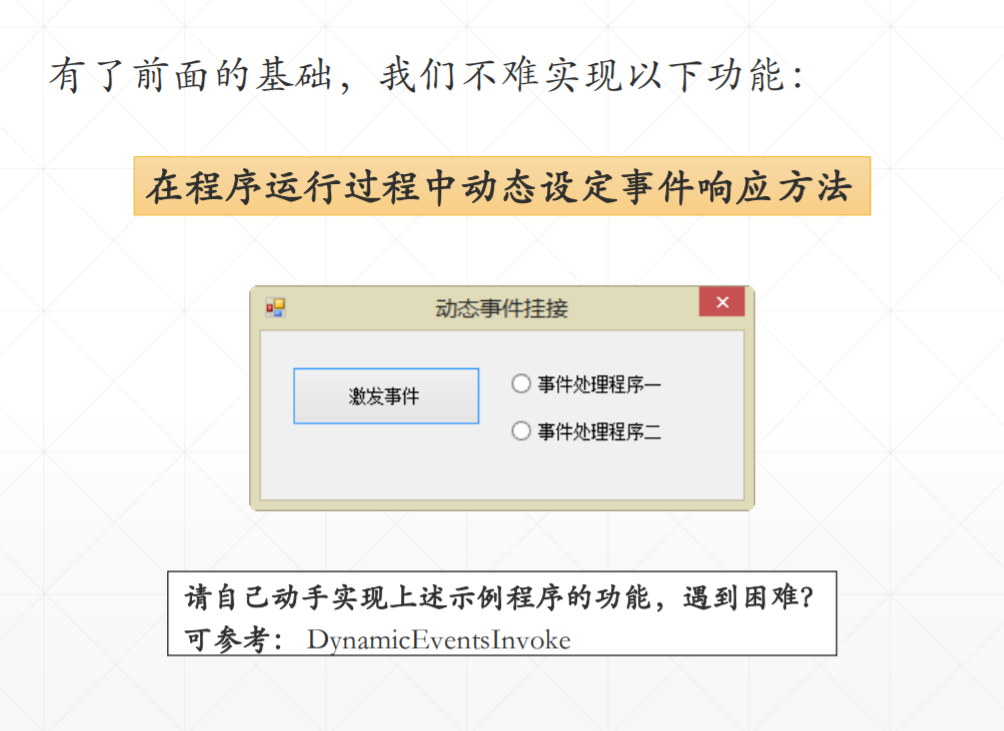 有了前面的基础，我们不难实现以下功能：
在程序运行过程中动态设定事件响应方法
动态事件挂接
激发事件
事件处理程序一
事件处理程序二
请自己动手实现上述示例程序的功能，遇到困难？
可参考： DynamicEventsInvoke